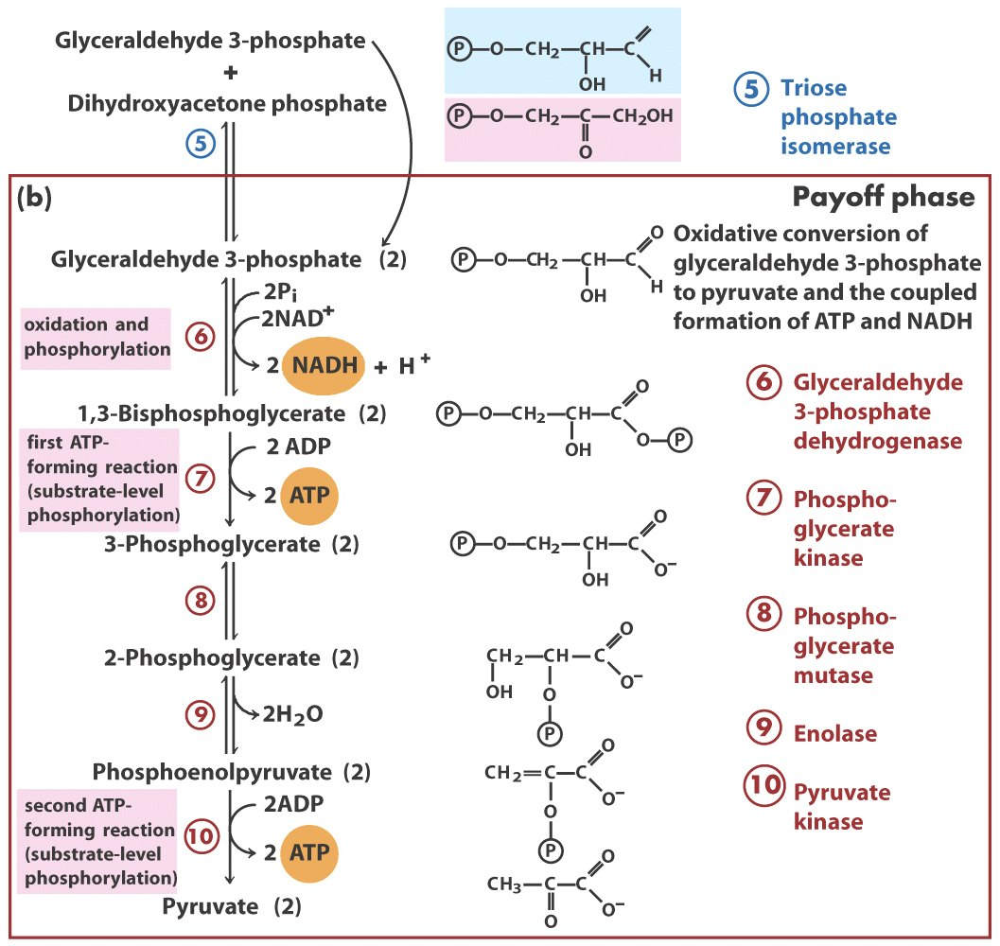 Glyceraldehyde 3-phosphate
+
Dihydroxyacetone phosphate
5
P—O—CH2—CH—C
OH
H
P—O—CH2—C—CH2OH
O
5 Triose
phosphate
isomerase
(b)
Payoff phase
Oxidative conversion of
glyceraldehyde 3-phosphate
to pyruvate and the coupled
formation of ATP and NADH
Glyceraldehyde 3-phosphate (2)
P—O—CH2—CH—C
O
OH
H
oxidation and
phosphorylation
6
2Pi
2NAD+
2 NADH + H+
6 Glyceraldehyde
3-phosphate
dehydrogenase
1,3-Bisphosphoglycerate (2)
O
P—O—CH2—CH—C
OH
O—P
first ATP-
forming reaction
(substrate-level
phosphorylation)
7
2 ADP
2 ATP
7 Phospho-
glycerate
kinase
3-Phosphoglycerate (2)
O
P—O—CH2—CH—C
OH
O−
8
8 Phospho-
glycerate
mutase
2-Phosphoglycerate (2)
O
CH2—CH—C
OH
O
O−
P
9
2H2O
9 Enolase
Phosphoenolpyruvate (2)
O
CH2=C—C
O−
O
P
second ATP-
forming reaction
(substrate-level
phosphorylation)
10
2ADP
2 ATP
10 Pyruvate
kinase
Pyruvate (2)
O
CH3—C—C
O
O−